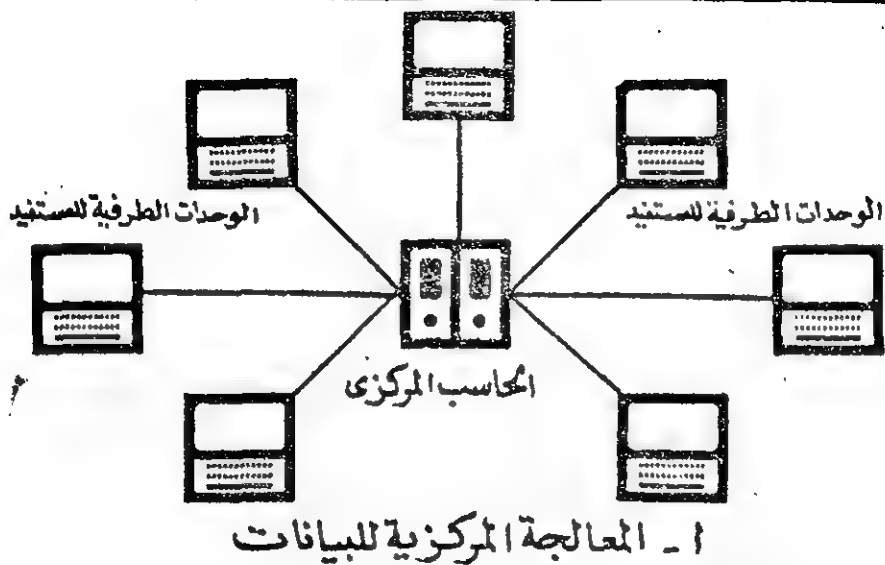 الوحدات الطرفية للمستفيد
الوحدات الطرفية للمستفيد
الحاسب المركزى
ا - المعالجة المركزية للبيانات